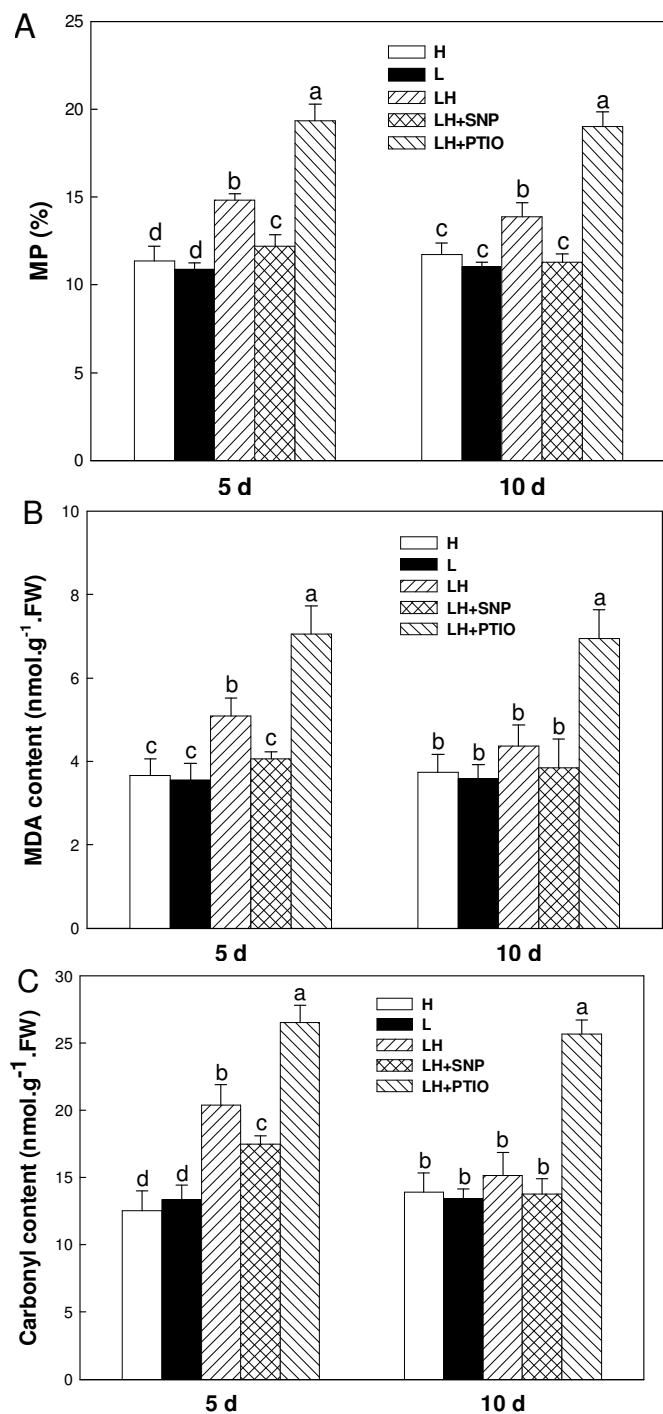 A
25
20
15
10
5
0
MP (%)
H
L
LH
LH+SNP
LH+PTIO
d
d
b
c
a
c
c
b
c
a
5 d
10 d
B
10
8
6
4
2
0
MDA content (nmol.g⁻¹.FW)
H
L
LH
LH+SNP
LH+PTIO
c
c
b
c
a
b
b
b
b
a
5 d
10 d
C
30
25
20
15
10
5
0
Carbonyl content (nmol.g⁻¹.FW)
H
L
LH
LH+SNP
LH+PTIO
d
d
b
c
a
b
b
b
b
a
5 d
10 d